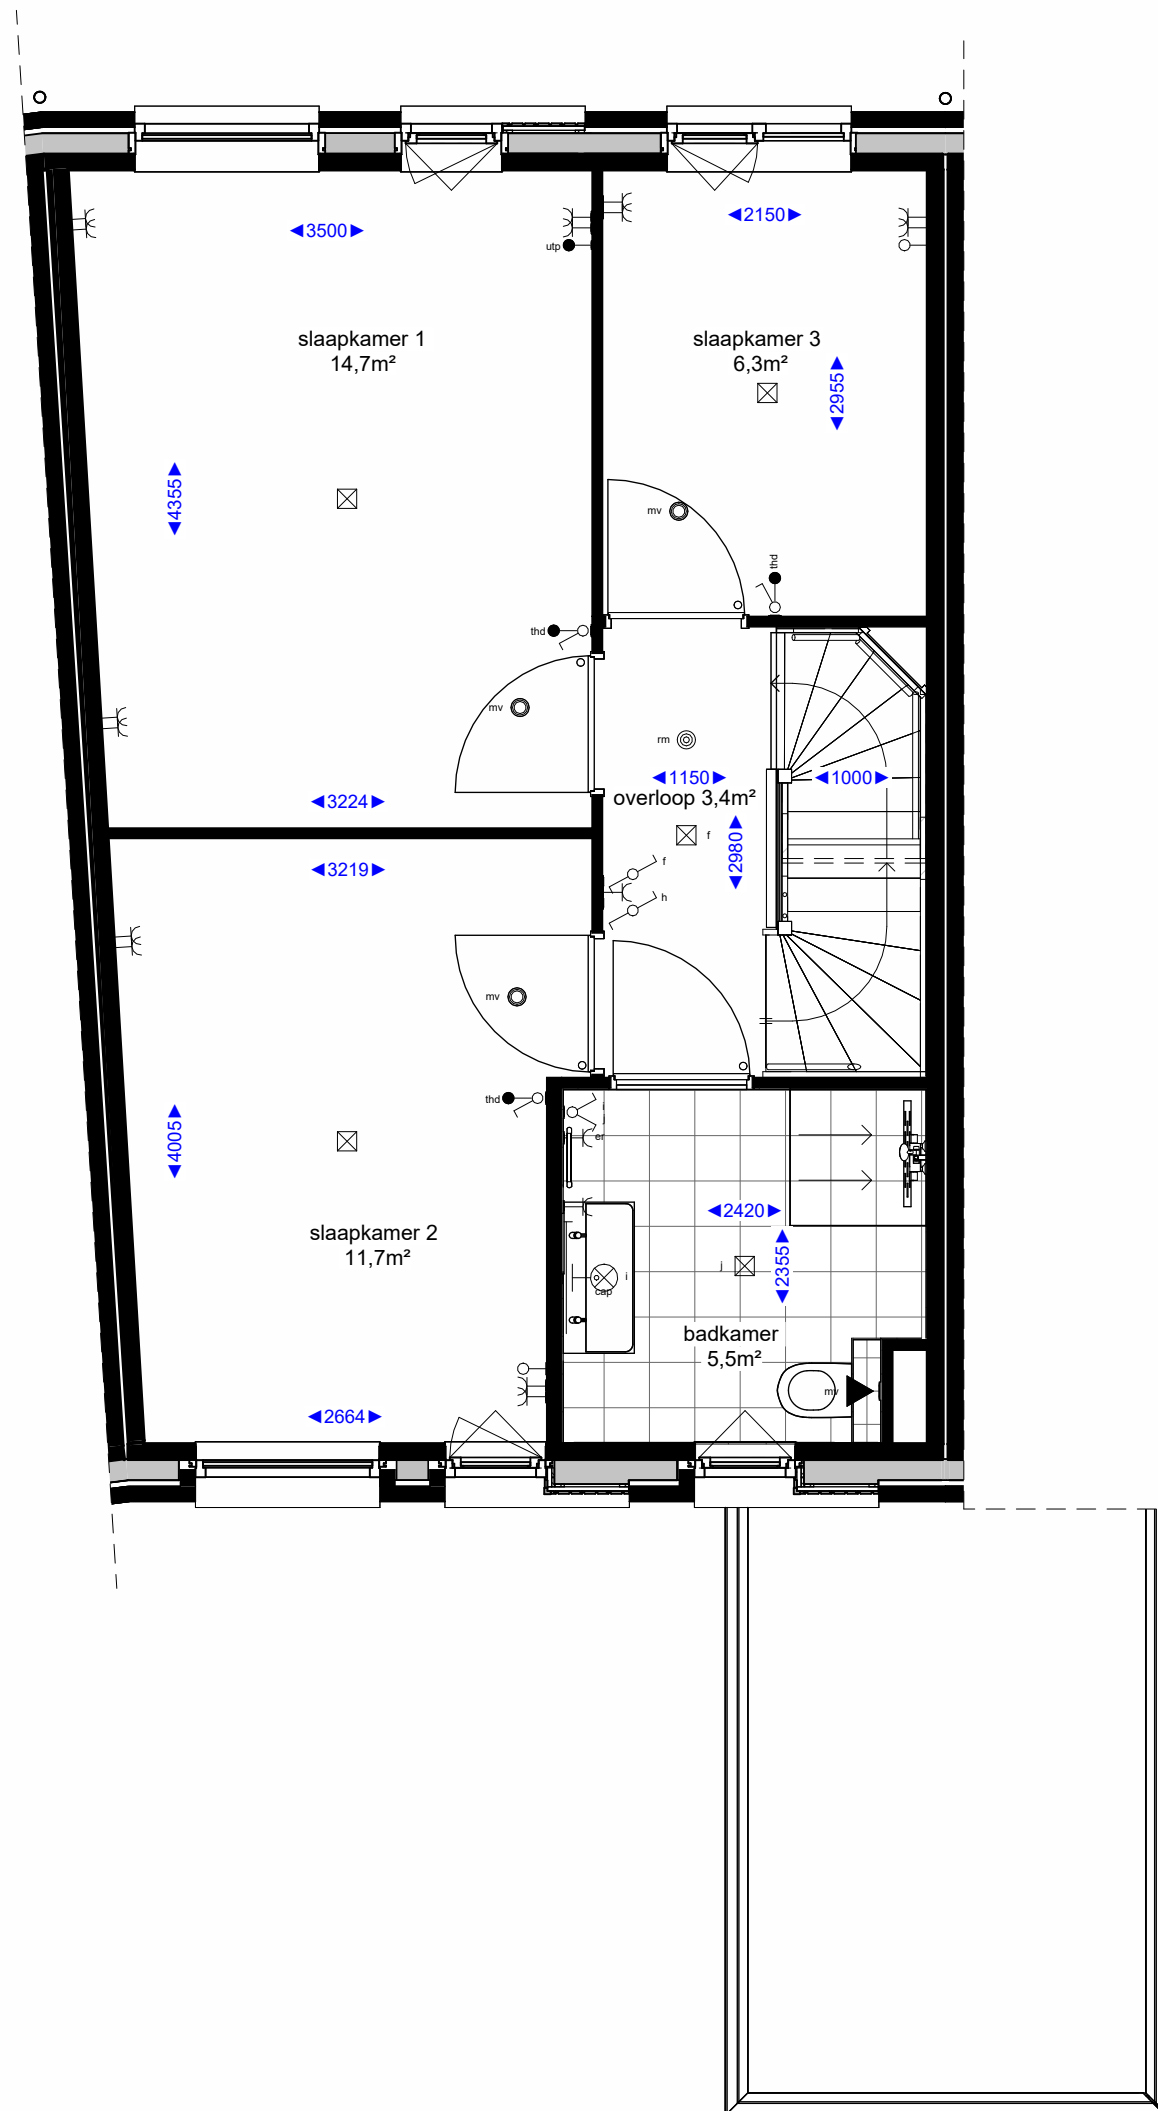 3500
2150
utp
slaapkamer 1
14,7m²
slaapkamer 3
6,3m²
2955
4355
mv
thd
thd
mv
rm
1150
1000
3224
overloop 3,4m²
f
2980
3219
f
h
mv
thd
i
j
er
4005
2420
2355
slaapkamer 2
11,7m²
j
i
cap
badkamer
5,5m²
mv
2664